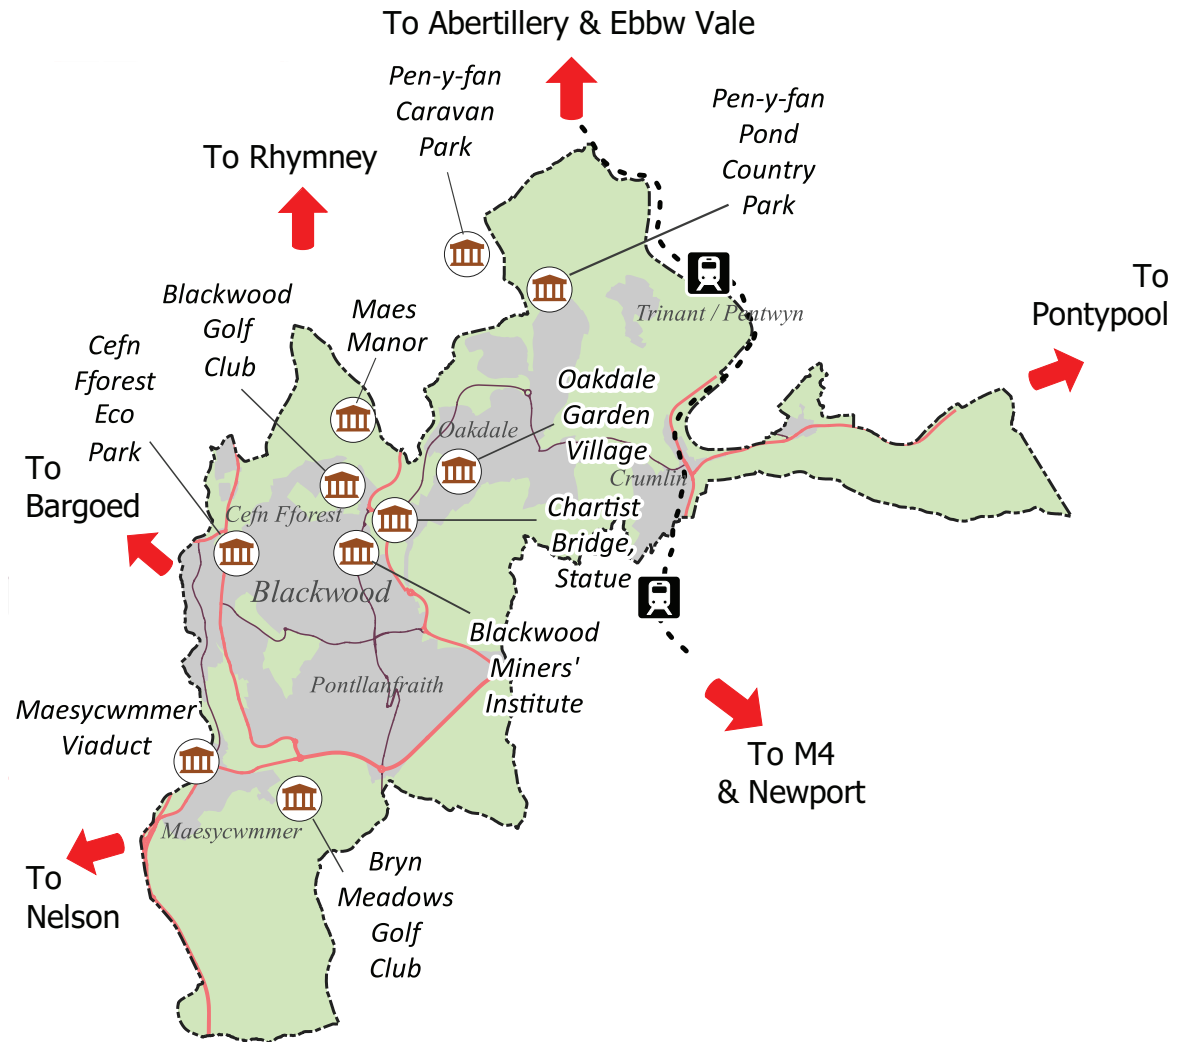 To Abertillery & Ebbw Vale
Pen-y-fan
Caravan
Park
Pen-y-fan
Pond
Country
Park
To Rhymney
To
Pontypool
Blackwood
Golf
Club
Maes
Manor
Trinant / Pentwyn
Cefn
Fforest
Eco
Park
Oakdale
Garden
Village
Oakdale
To
Bargoed
Crumlin
Cefn Fforest
Chartist
Bridge,
Statue
Blackwood
Blackwood
Miners'
Institute
Pontllanfraith
Maesycwmmer
Viaduct
To M4
& Newport
Maesycwmmer
To
Nelson
Bryn
Meadows
Golf
Club